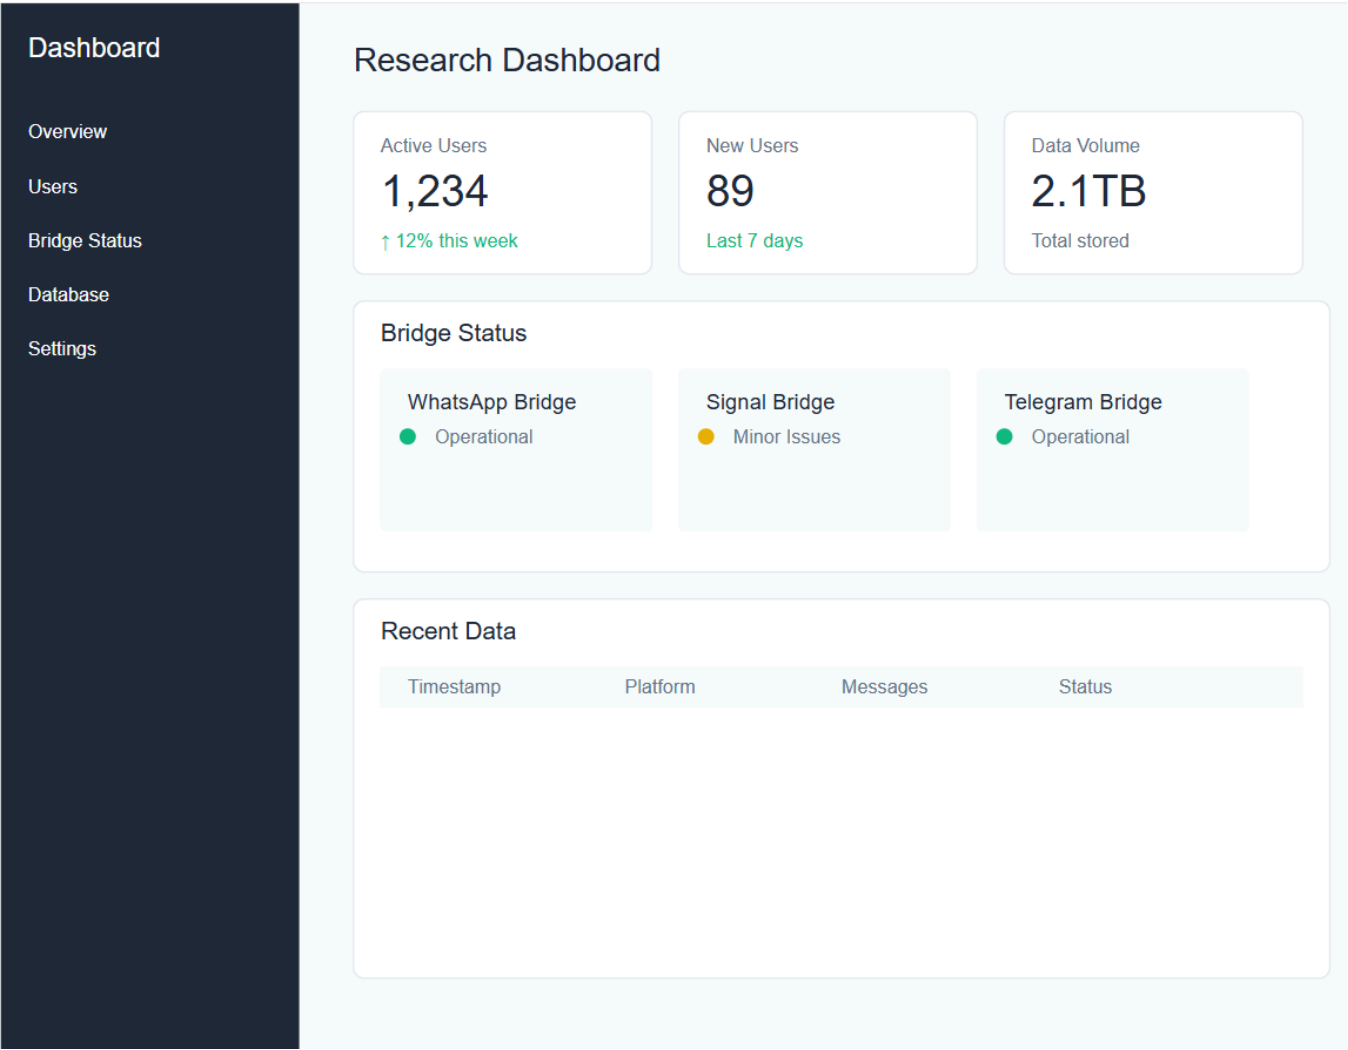 Dashboard
Overview
Users
Bridge Status
Database
Settings
Research Dashboard
Active Users
1,234
↑ 12% this week
New Users
89
Last 7 days
Data Volume
2.1TB
Total stored
Bridge Status
WhatsApp Bridge
Operational
Signal Bridge
Minor Issues
Telegram Bridge
Operational
Recent Data
Timestamp Platform Messages Status